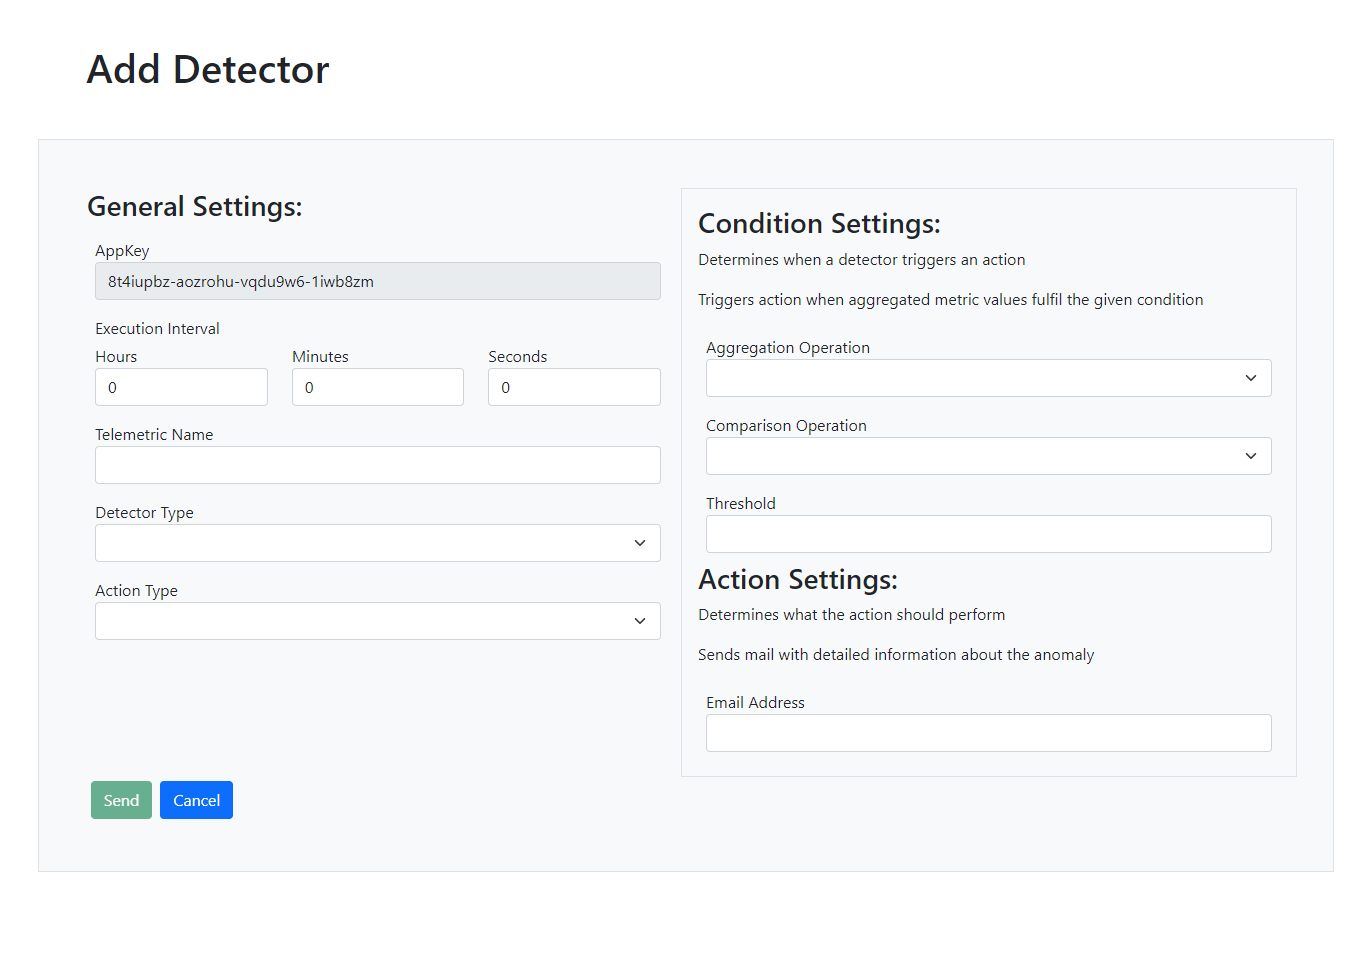 Add Detector
General Settings:
AppKey
8t4iupbz-aozrohu-vqdu9w6-1iwb8zm
Execution Interval
Hours Minutes Seconds
0 0 0
Telemetric Name
Detector Type
Action Type
Condition Settings:
Determines when a detector triggers an action
Triggers action when aggregated metric values fulfil the given condition
Aggregation Operation
Comparison Operation
Threshold
Action Settings:
Determines what the action should perform
Sends mail with detailed information about the anomaly
Email Address
Send Cancel